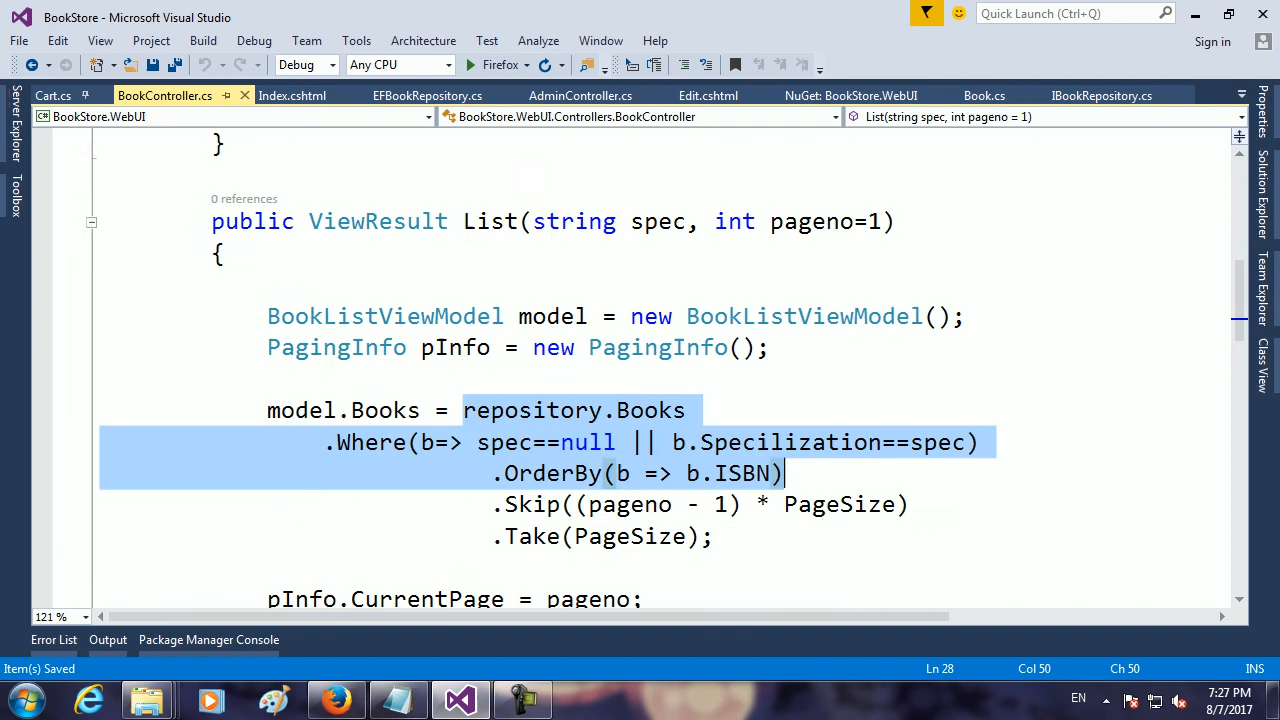 BookStore - Microsoft Visual Studio
Quick Launch (Ctrl+Q)
File Edit View Project Build Debug Team Tools Architecture Test Analyze Window Help
Sign in
Debug Any CPU Firefox
Cart.cs BookController.cs Index.cshtml EFBookRepository.cs AdminController.cs Edit.cshtml NuGet: BookStore.WebUI Book.cs IBookRepository.cs
C# BookStore.WebUI BookStore.WebUI.Controllers.BookController List(string spec, int pageno = 1)
Server Explorer
Toolbox
Properties
Solution Explorer
Team Explorer
Class View
}
0 references
public ViewResult List(string spec, int pageno=1)
{
BookListViewModel model = new BookListViewModel();
PagingInfo pInfo = new PagingInfo();
model.Books = repository.Books
.Where(b=> spec==null || b.Specilization==spec)
.OrderBy(b => b.ISBN)
.Skip((pageno - 1) * PageSize)
.Take(PageSize);
pInfo.CurrentPage = pageno;
121 %
Error List Output Package Manager Console
Item(s) Saved Ln 28 Col 50 Ch 50 INS
EN 7:27 PM
8/7/2017